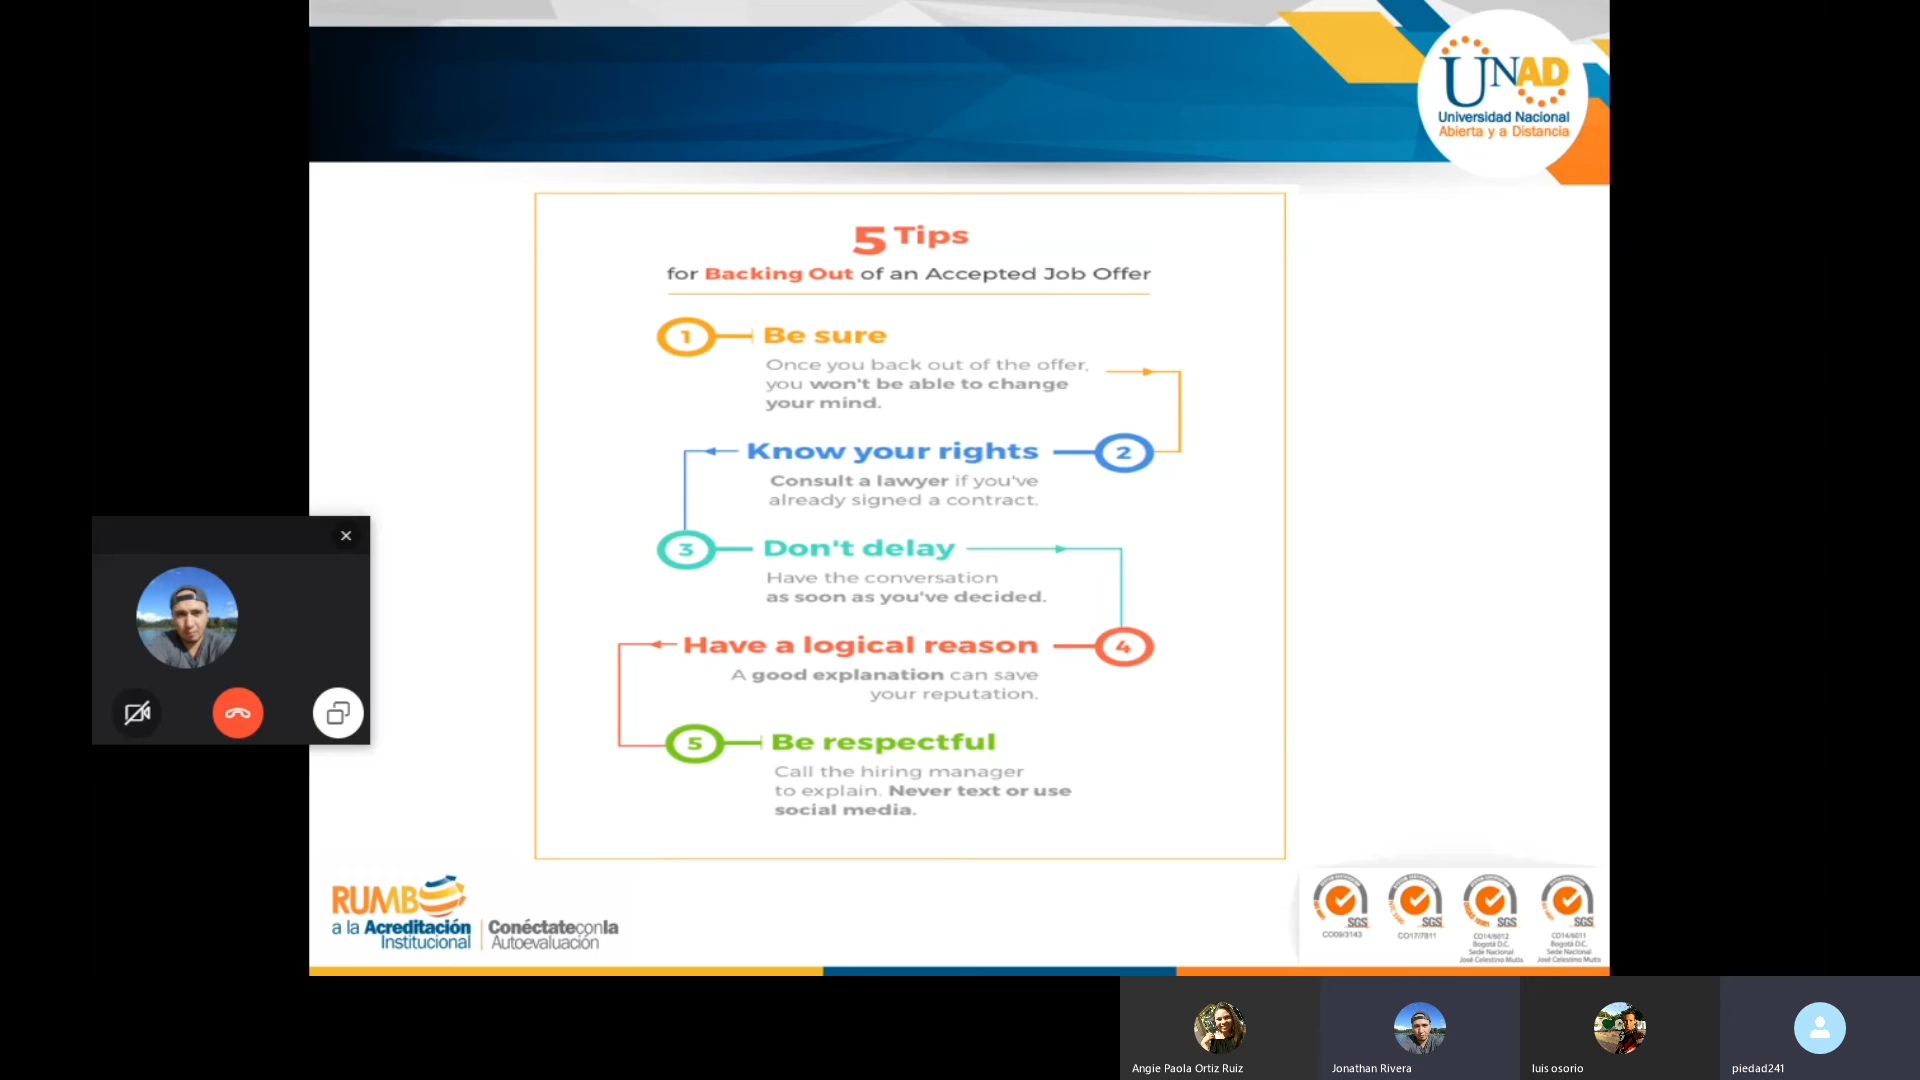 UNAD
Universidad Nacional
Abierta y a Distancia
5 Tips
for Backing Out of an Accepted Job Offer
1
Be sure
Once you back out of the offer,
you won't be able to change
your mind.
Know your rights
2
Consult a lawyer if you've
already signed a contract.
3
Don't delay
Have the conversation
as soon as you've decided.
Have a logical reason
4
A good explanation can save
your reputation.
5
Be respectful
Call the hiring manager
to explain. Never text or use
social media.
RUMBO
a la Acreditación
Institucional
Conéctateconla
Autoevaluación
SGS
SGS
SGS
SGS
CO09/3143
CO17/7811
CO14/6012
Bogotá D.C.
Sede Nacional
José Celestino Mutis
CO14/6011
Bogotá D.C.
Sede Nacional
José Celestino Mutis
Angie Paola Ortiz Ruiz
Jonathan Rivera
luis osorio
piedad241